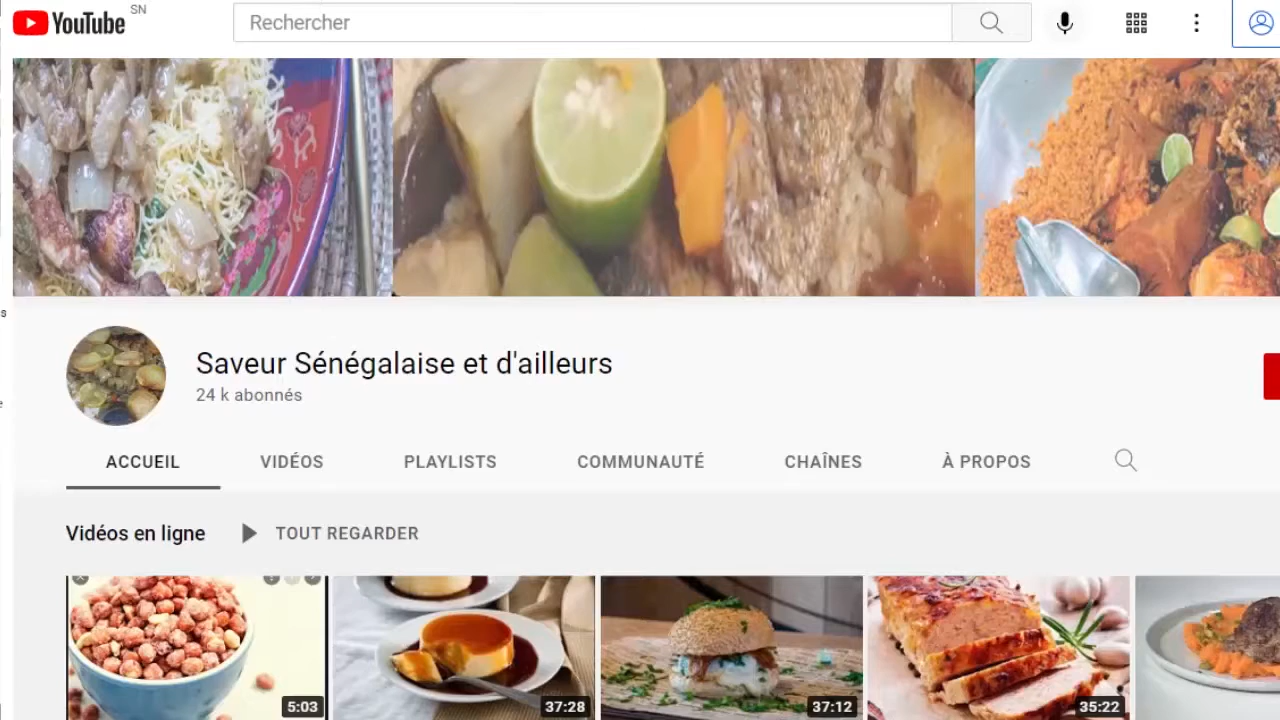 YouTube SN
Rechercher
Saveur Sénégalaise et d'ailleurs
24 k abonnés
ACCUEIL VIDÉOS PLAYLISTS COMMUNAUTÉ CHAÎNES À PROPOS
Vidéos en ligne TOUT REGARDER
5:03 37:28 37:12 35:22